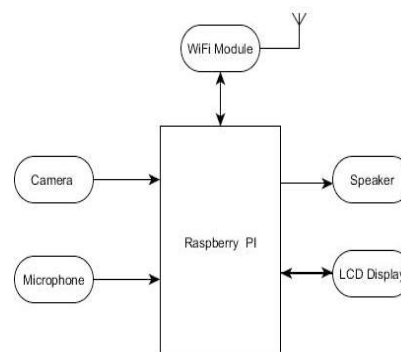 WiFi Module
Camera
Speaker
Raspberry PI
Microphone
LCD Display